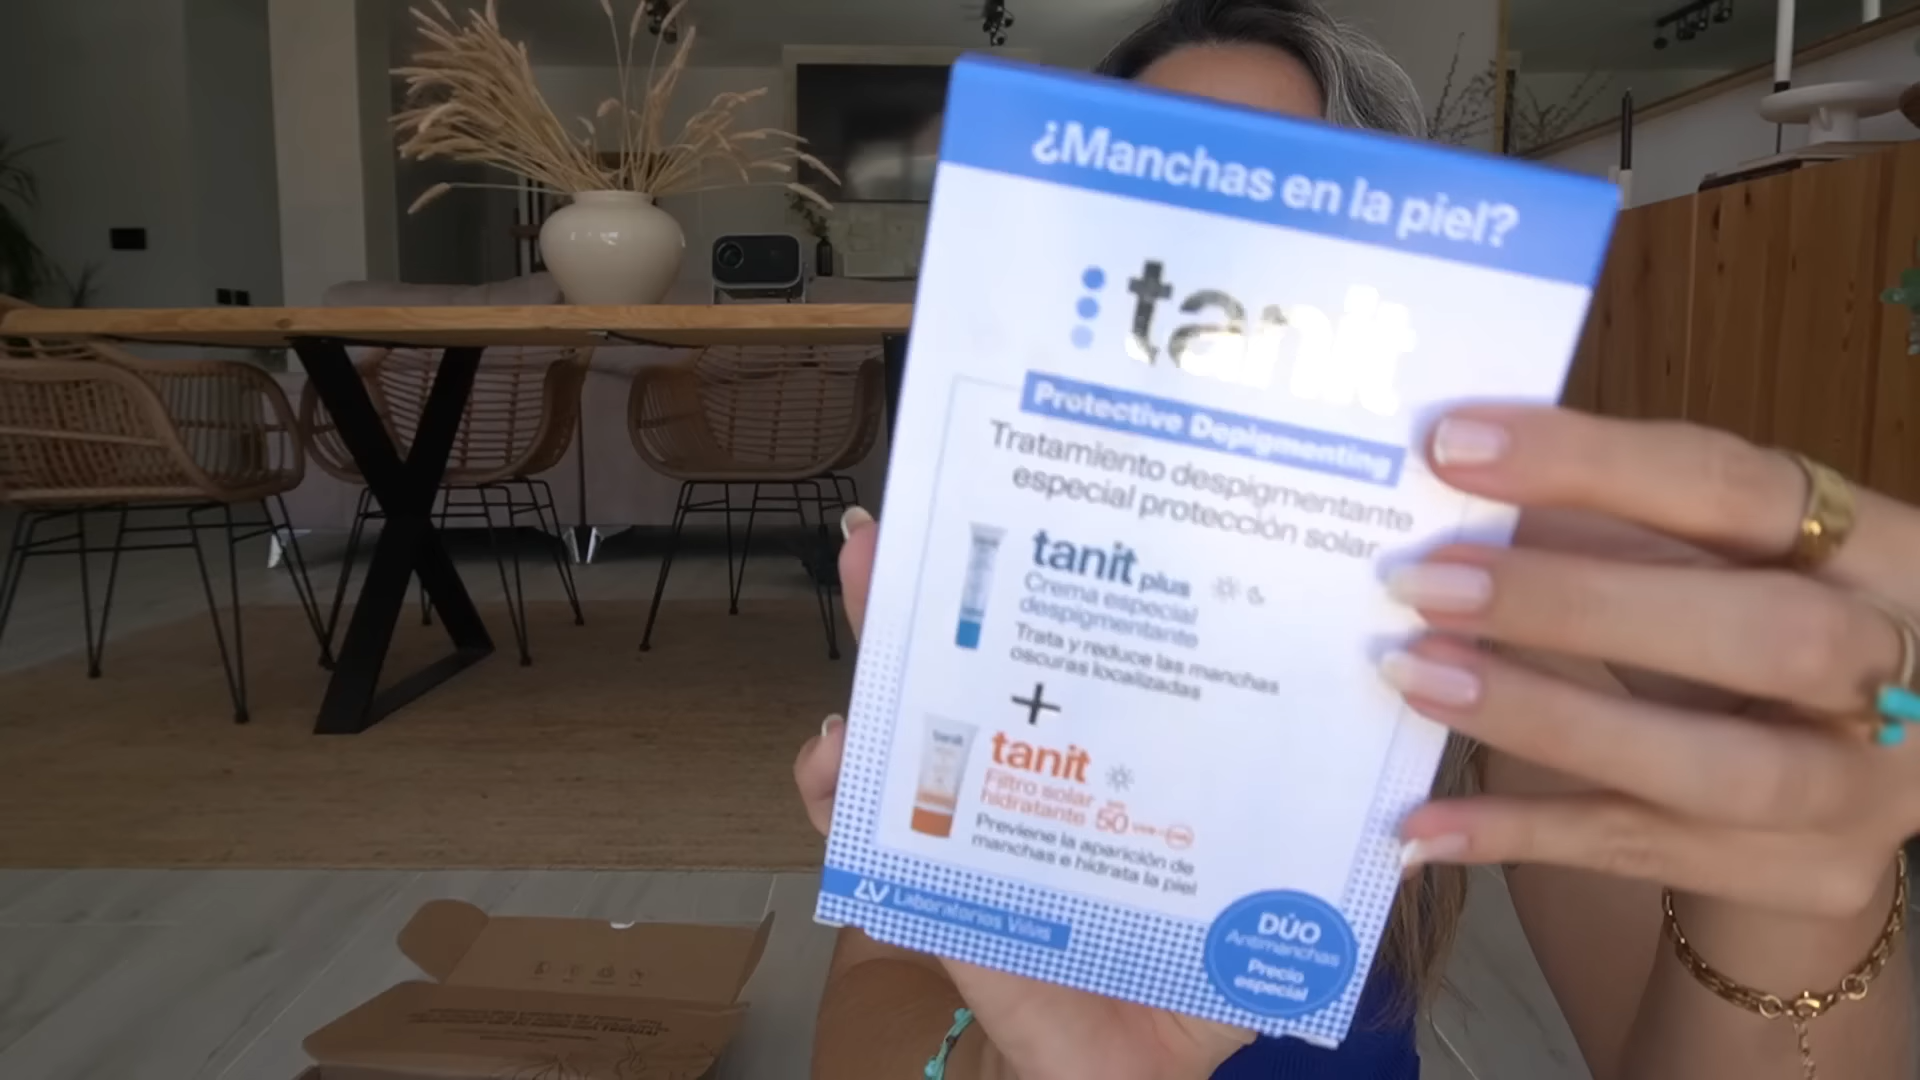 ¿Manchas en la piel?
tanit
Protective Depigmenting
Tratamiento despigmentante
especial protección solar
tanit plus
Crema especial
despigmentante
Trata y reduce las manchas
oscuras localizadas
+
tanit
Filtro solar
hidratante 50
Previene la aparición de
manchas e hidrata la piel
LV Laboratorios Viñas
DÚO
Antimanchas
Precio
especial